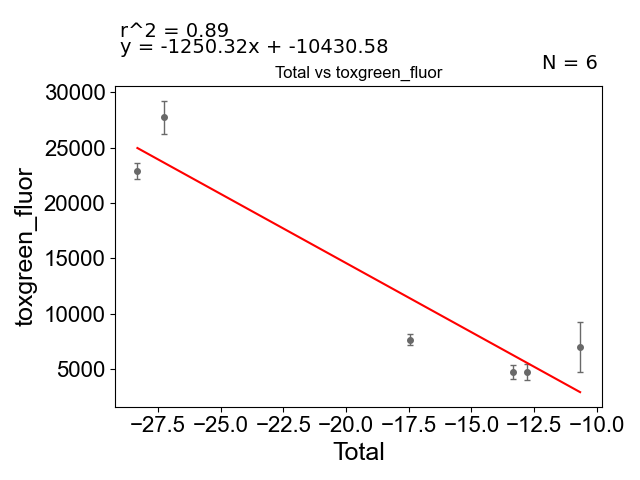 r^2 = 0.89
y = -1250.32x + -10430.58
N = 6
Total vs toxgreen_fluor
30000
25000
20000
15000
10000
5000
toxgreen_fluor
−27.5 −25.0 −22.5 −20.0 −17.5 −15.0 −12.5 −10.0
Total